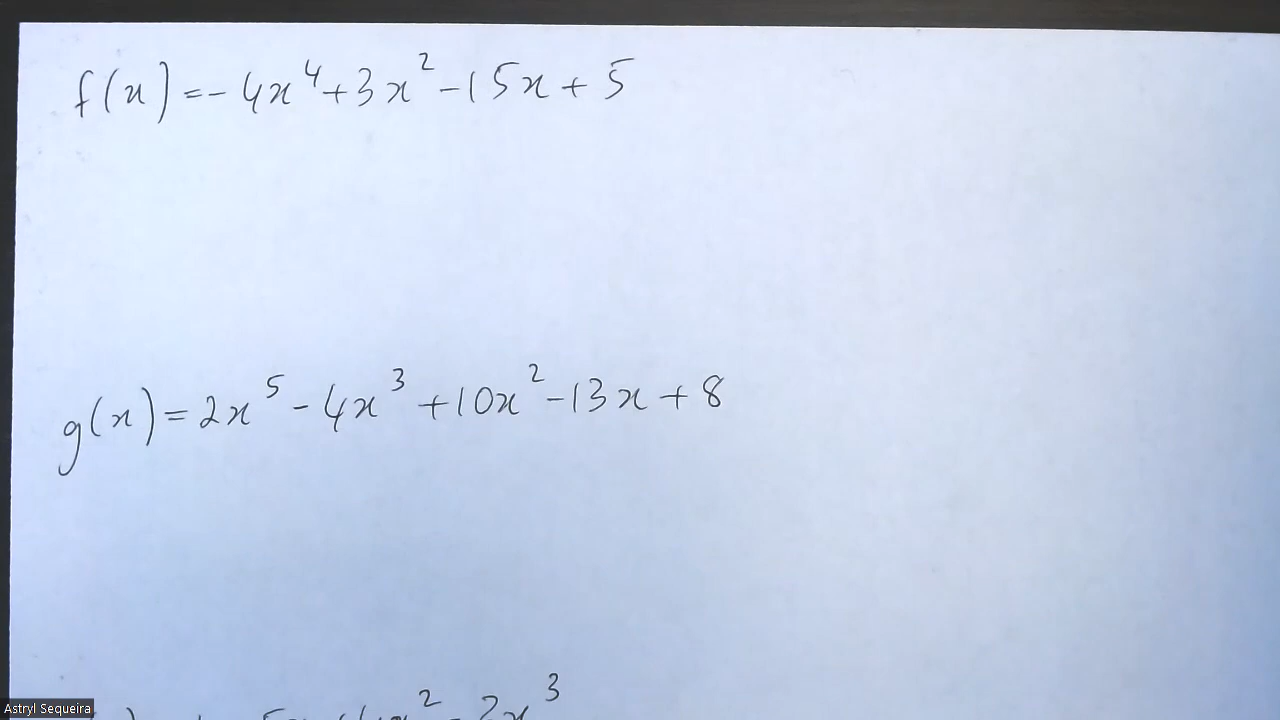 f(x) = -4x⁴ + 3x² - 15x + 5
g(x) = 2x⁵ - 4x³ + 10x² - 13x + 8
Astryl Sequeira